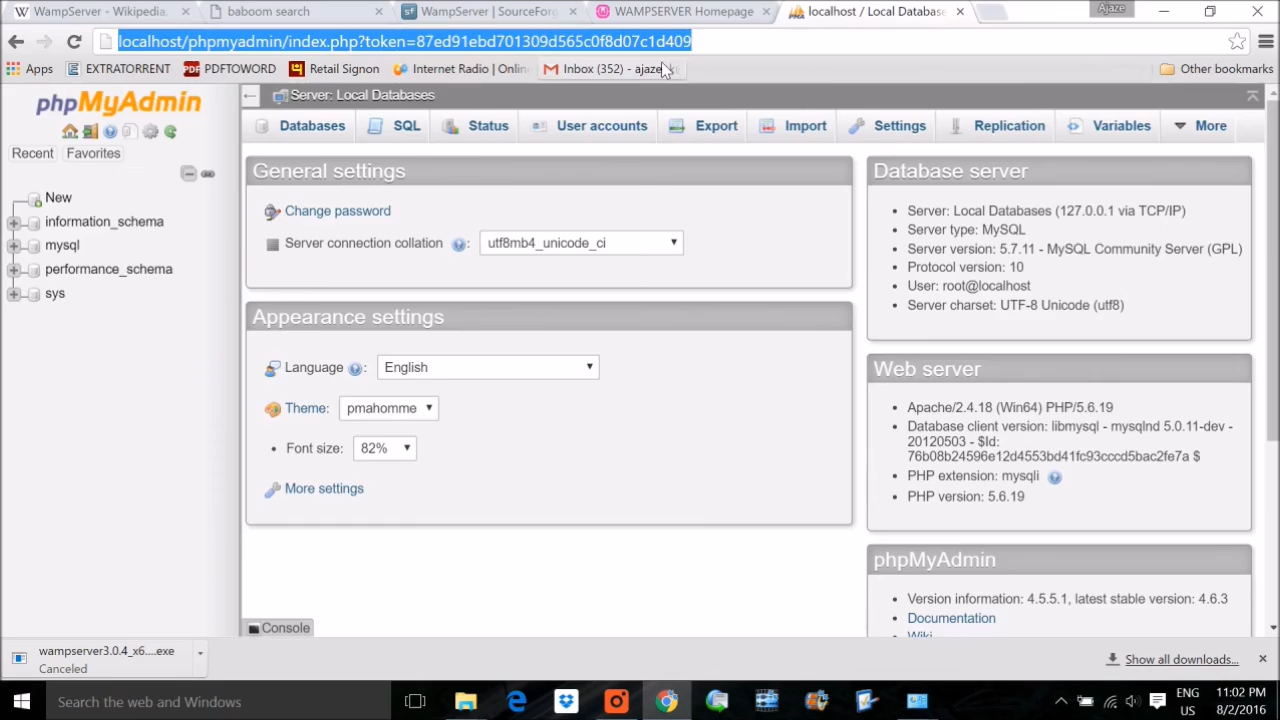 WampServer - Wikipedia,
baboom search
WampServer | SourceForg
WAMPSERVER Homepage
localhost / Local Database
Ajaze
localhost/phpmyadmin/index.php?token=87ed91ebd701309d565c0f8d07c1d409
Apps
EXTRATORRENT
PDFTOWORD
Retail Signon
Internet Radio | Onlin
Inbox (352) - ajaze
Other bookmarks
phpMyAdmin
Recent
Favorites
New
information_schema
mysql
performance_schema
sys
Server: Local Databases
Databases
SQL
Status
User accounts
Export
Import
Settings
Replication
Variables
More
General settings
Change password
Server connection collation
:
utf8mb4_unicode_ci
Appearance settings
Language
:
English
Theme:
pmahomme
Font size:
82%
More settings
Console
Database server
Server: Local Databases (127.0.0.1 via TCP/IP)
Server type: MySQL
Server version: 5.7.11 - MySQL Community Server (GPL)
Protocol version: 10
User: root@localhost
Server charset: UTF-8 Unicode (utf8)
Web server
Apache/2.4.18 (Win64) PHP/5.6.19
Database client version: libmysql - mysqlnd 5.0.11-dev -
20120503 - $Id:
76b08b24596e12d4553bd41fc93cccd5bac2fe7a $
PHP extension: mysqli
PHP version: 5.6.19
phpMyAdmin
Version information: 4.5.5.1, latest stable version: 4.6.3
Documentation
Wiki
wampserver3.0.4_x6....exe
Canceled
Show all downloads...
Search the web and Windows
ENG
US
11:02 PM
8/2/2016